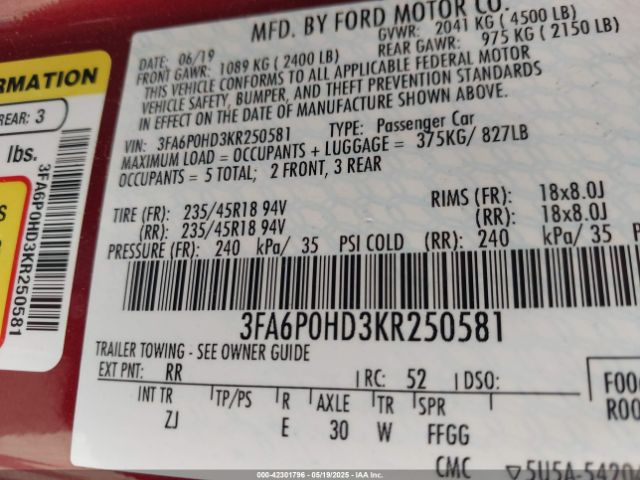 MFD. BY FORD MOTOR CO.
DATE: 06/19
GVWR: 2041 KG (4500 LB)
FRONT GAWR: 1089 KG (2400 LB)
REAR GAWR: 975 KG (2150 LB)
THIS VEHICLE CONFORMS TO ALL APPLICABLE FEDERAL MOTOR
VEHICLE SAFETY, BUMPER, AND THEFT PREVENTION STANDARDS
IN EFFECT ON THE DATE OF MANUFACTURE SHOWN ABOVE.
VIN: 3FA6P0HD3KR250581 TYPE: Passenger Car
MAXIMUM LOAD = OCCUPANTS + LUGGAGE = 375KG/ 827LB
OCCUPANTS = 5 TOTAL; 2 FRONT, 3 REAR
TIRE (FR): 235/45R18 94V RIMS (FR): 18x8.0J
(RR): 235/45R18 94V (RR): 18x8.0J
PRESSURE (FR): 240 kPa/ 35 PSI COLD (RR): 240 kPa/ 35
3FA6P0HD3KR250581
TRAILER TOWING - SEE OWNER GUIDE
EXT PNT: RR RC: 52 DSO:
INT TR TP/PS R AXLE TR SPR
ZJ E 30 W FFGG
CMC 5U5A-5420
RMATION
REAR: 3
lbs.
3FA6P0HD3KR250581
00-42301796 - 05/19/2025 - COPYRIGHT IAA, LLC.